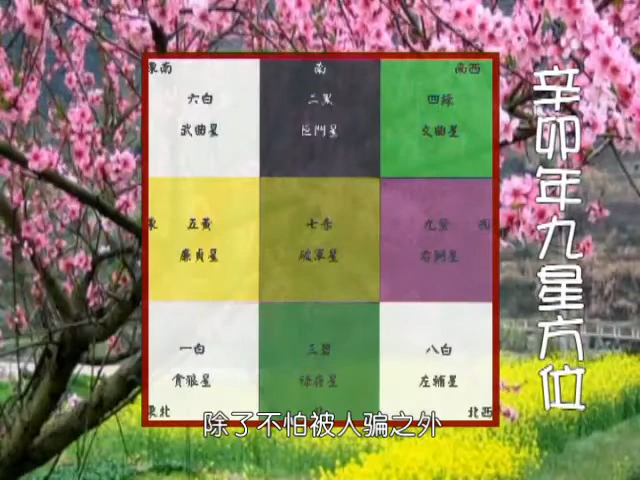 東南
南
南西
六白
武曲星
二黑
巨門星
四綠
文曲星
東
西
五黃
廉貞星
七赤
破軍星
九紫
右弼星
一白
貪狼星
三碧
祿存星
八白
左輔星
東北
北西
辛卯年九星方位
除了不怕被人骗之外